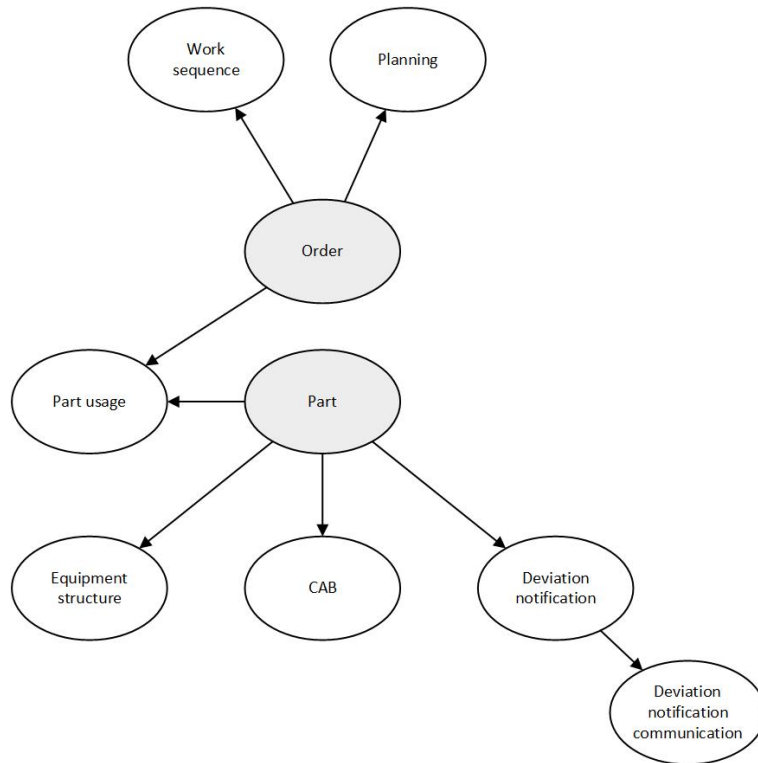 Work
sequence
Planning
Order
Part usage
Part
Equipment
structure
CAB
Deviation
notification
Deviation
notification
communication